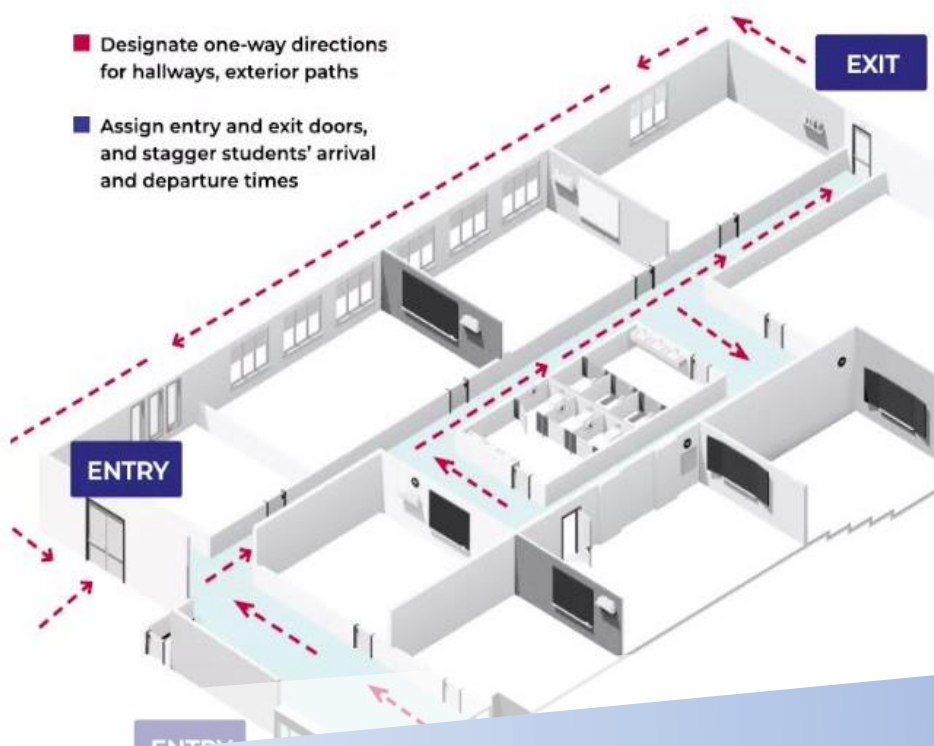 Designate one-way directions
for hallways, exterior paths
EXIT
Assign entry and exit doors,
and stagger students' arrival
and departure times
ENTRY
ENTRY